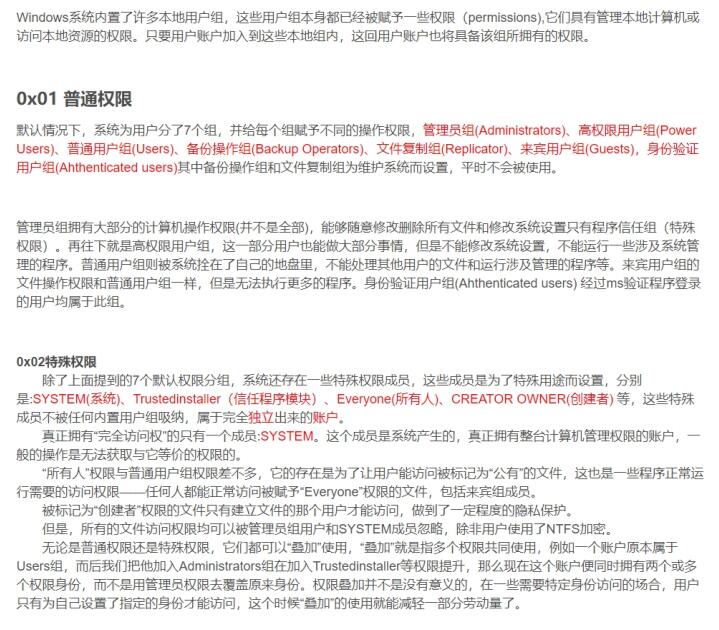 Windows系统内置了许多本地用户组，这些用户组本身都已经被赋予一些权限（permissions),它们具有管理本地计算机或
访问本地资源的权限。只要用户账户加入到这些本地组内，这回用户账户也将具备该组所拥有的权限。
0x01 普通权限
默认情况下，系统为用户分了7个组，并给每个组赋予不同的操作权限，管理员组(Administrators)、高权限用户组(Power
Users)、普通用户组(Users)、备份操作组(Backup Operators)、文件复制组(Replicator)、来宾用户组(Guests)，身份验证
用户组(Ahthenticated users)其中备份操作组和文件复制组为维护系统而设置，平时不会被使用。
管理员组拥有大部分的计算机操作权限(并不是全部)，能够随意修改删除所有文件和修改系统设置只有程序信任组（特殊
权限）。再往下就是高权限用户组，这一部分用户也能做大部分事情，但是不能修改系统设置，不能运行一些涉及系统管
理的程序。普通用户组则被系统拴在了自己的地盘里，不能处理其他用户的文件和运行涉及管理的程序等。来宾用户组的
文件操作权限和普通用户组一样，但是无法执行更多的程序。身份验证用户组(Ahthenticated users) 经过ms验证程序登录
的用户均属于此组。
0x02特殊权限
除了上面提到的7个默认权限分组，系统还存在一些特殊权限成员，这些成员是为了特殊用途而设置，分别
是:SYSTEM(系统)、Trustedinstaller（信任程序模块）、Everyone(所有人)、CREATOR OWNER(创建者) 等，这些特殊
成员不被任何内置用户组吸纳，属于完全独立出来的账户。
真正拥有“完全访问权”的只有一个成员:SYSTEM。这个成员是系统产生的，真正拥有整台计算机管理权限的账户，一
般的操作是无法获取与它等价的权限的。
“所有人”权限与普通用户组权限差不多，它的存在是为了让用户能访问被标记为“公有”的文件，这也是一些程序正常运
行需要的访问权限——任何人都能正常访问被赋予“Everyone”权限的文件，包括来宾组成员。
被标记为“创建者”权限的文件只有建立文件的那个用户才能访问，做到了一定程度的隐私保护。
但是，所有的文件访问权限均可以被管理员组用户和SYSTEM成员忽略，除非用户使用了NTFS加密。
无论是普通权限还是特殊权限，它们都可以“叠加”使用，“叠加”就是指多个权限共同使用，例如一个账户原本属于
Users组，而后我们把他加入Administrators组在加入Trustedinstaller等权限提升，那么现在这个账户便同时拥有两个或多
个权限身份，而不是用管理员权限去覆盖原来身份。权限叠加并不是没有意义的，在一些需要特定身份访问的场合，用户
只有为自己设置了指定的身份才能访问，这个时候“叠加”的使用就能减轻一部分劳动量了。